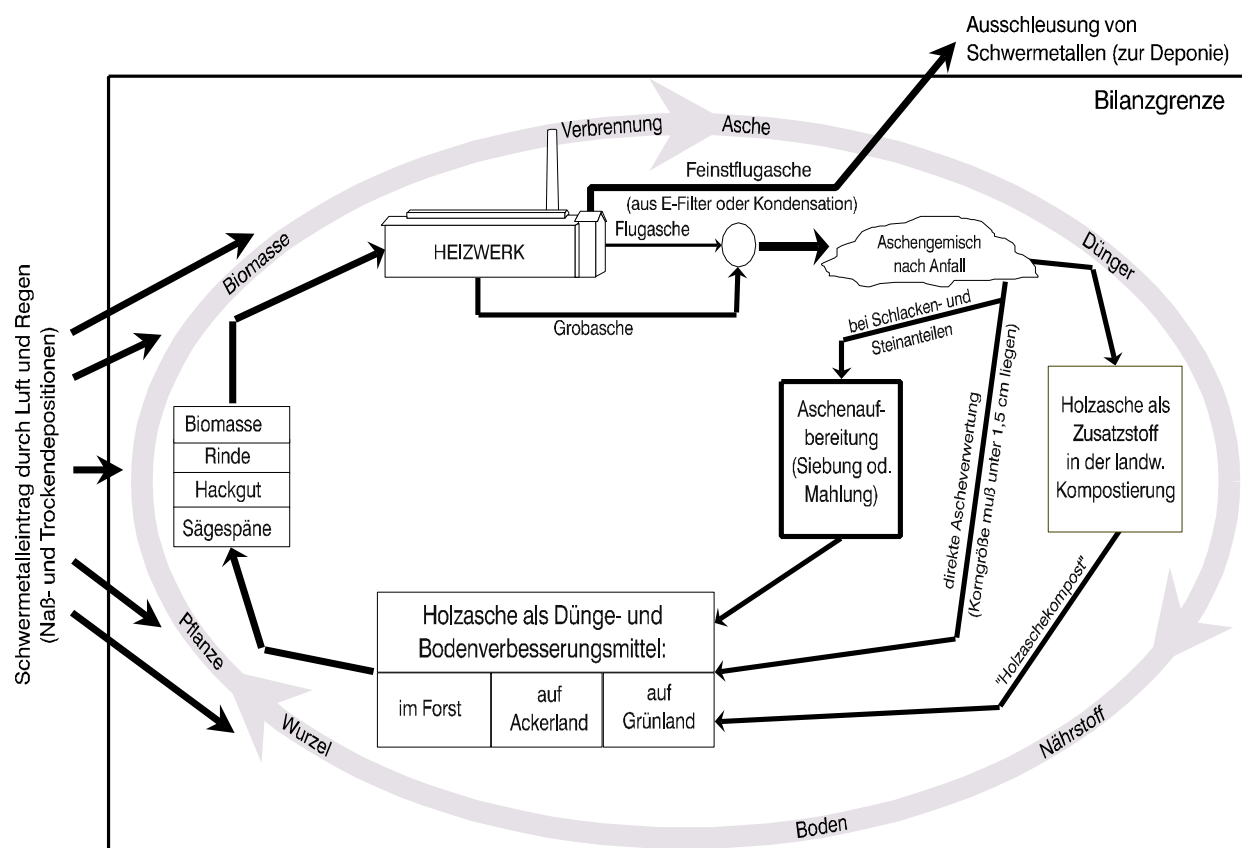 Ausschleusung von
Schwermetallen (zur Deponie)
Bilanzgrenze
Verbrennung
Asche
Feinstflugasche
(aus E-Filter oder Kondensation)
Flugasche
HEIZWERK
Grobasche
Aschengemisch
nach Anfall
Dünger
Biomasse
Schwermetalleintrag durch Luft und Regen
(Naß- und Trockendepositionen)
bei Schlacken- und
Steinanteilen
Aschenauf-
bereitung
(Siebung od.
Mahlung)
direkte Ascheverwertung
(Korngröße muß unter 1,5 cm liegen)
Holzasche als
Zusatzstoff
in der landw.
Kompostierung
Biomasse
Rinde
Hackgut
Sägespäne
"Holzaschekompost"
Holzasche als Dünge- und
Bodenverbesserungsmittel:
im Forst
auf
Ackerland
auf
Grünland
Pflanze
Wurzel
Nährstoff
Boden